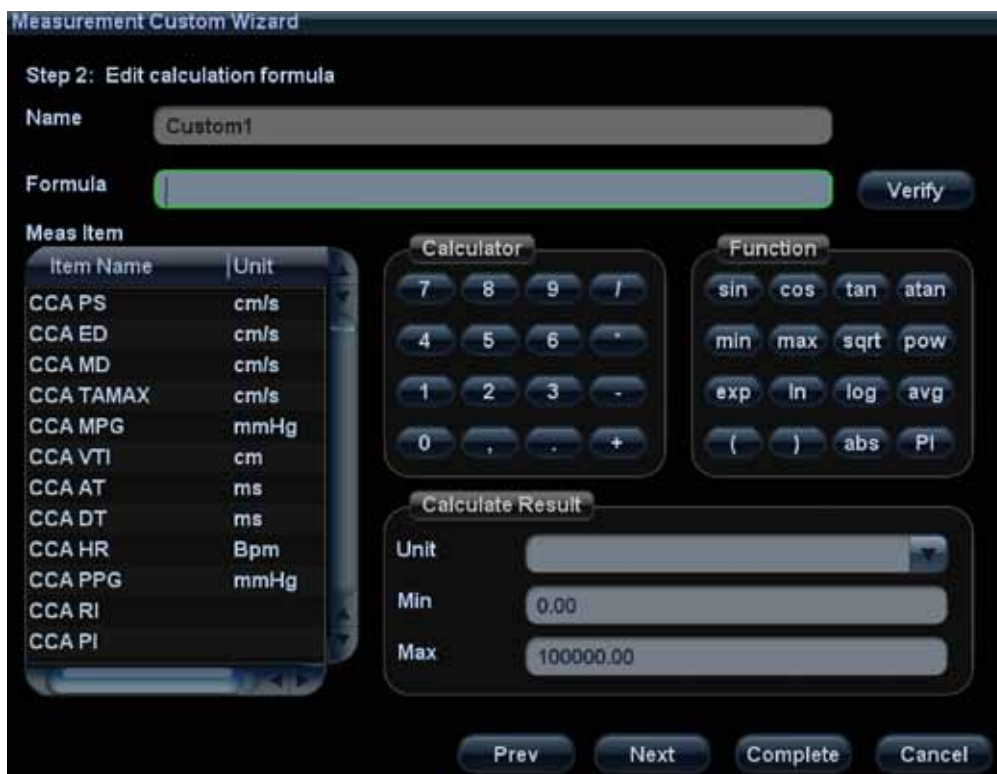 Measurement Custom Wizard
Step 2: Edit calculation formula
Name
Custom1
Formula
Verify
Meas Item
Item Name Unit
CCA PS cm/s
CCA ED cm/s
CCA MD cm/s
CCA TAMAX cm/s
CCA MPG mmHg
CCA VTI cm
CCA AT ms
CCA DT ms
CCA HR Bpm
CCA PPG mmHg
CCA RI
CCA PI
Calculator
7 8 9 /
4 5 6 *
1 2 3 -
0 , . +
Function
sin cos tan atan
min max sqrt pow
exp ln log avg
( ) abs PI
Calculate Result
Unit
Min 0.00
Max 100000.00
Prev Next Complete Cancel